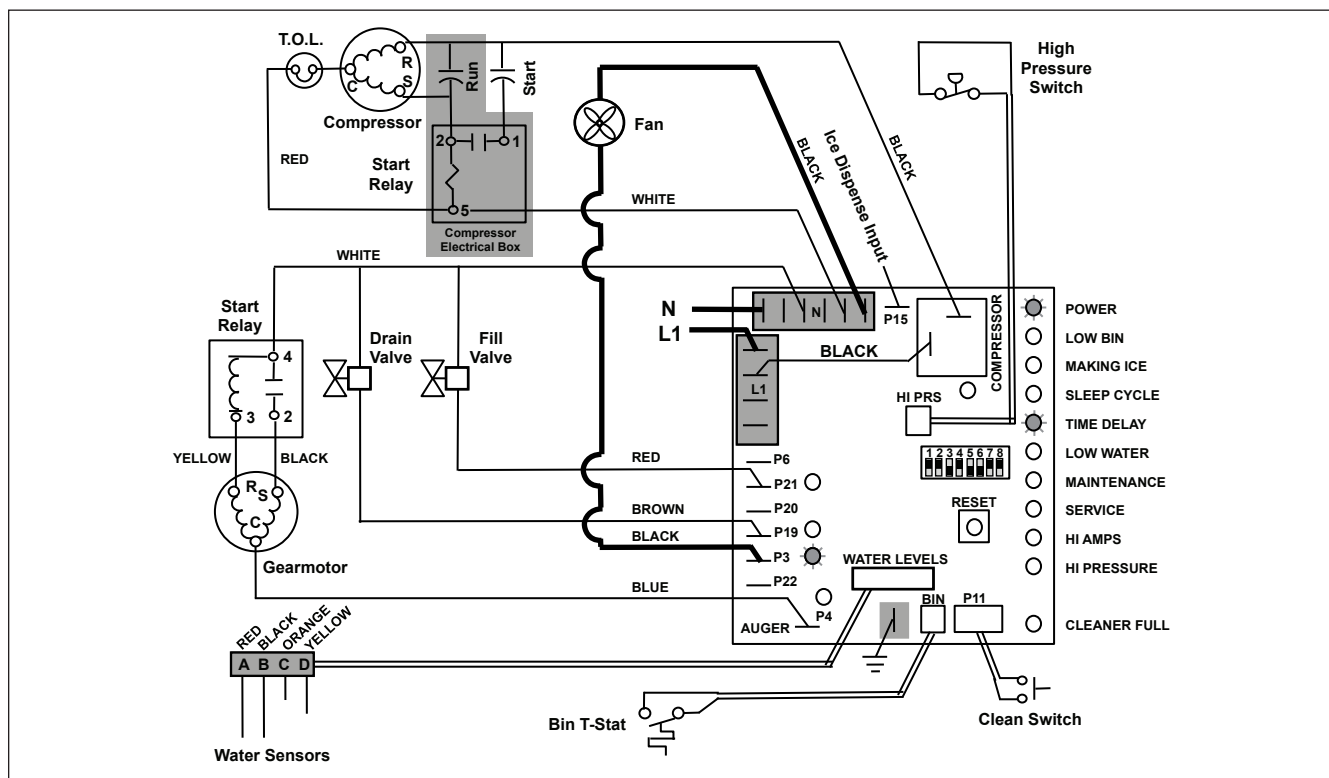 T.O.L.
R
S
C
Compressor
Run
Start
2
1
5
Start
Relay
Compressor
Electrical Box
RED
Fan
BLACK
BLACK
Ice Dispense Input
High
Pressure
Switch
WHITE
WHITE
Start
Relay
4
3
2
YELLOW
BLACK
R
S
C
Gearmotor
Drain
Valve
Fill
Valve
N
L1
N
L1
P15
BLACK
COMPRESSOR
HI PRS
1 2 3 4 5 6 7 8
RESET
RED
BROWN
BLACK
BLUE
P6
P21
P20
P19
P3
P22
P4
AUGER
WATER LEVELS
BIN
P11
POWER
LOW BIN
MAKING ICE
SLEEP CYCLE
TIME DELAY
LOW WATER
MAINTENANCE
SERVICE
HI AMPS
HI PRESSURE
CLEANER FULL
RED
BLACK
ORANGE
YELLOW
A B C D
Water Sensors
Bin T-Stat
Clean Switch